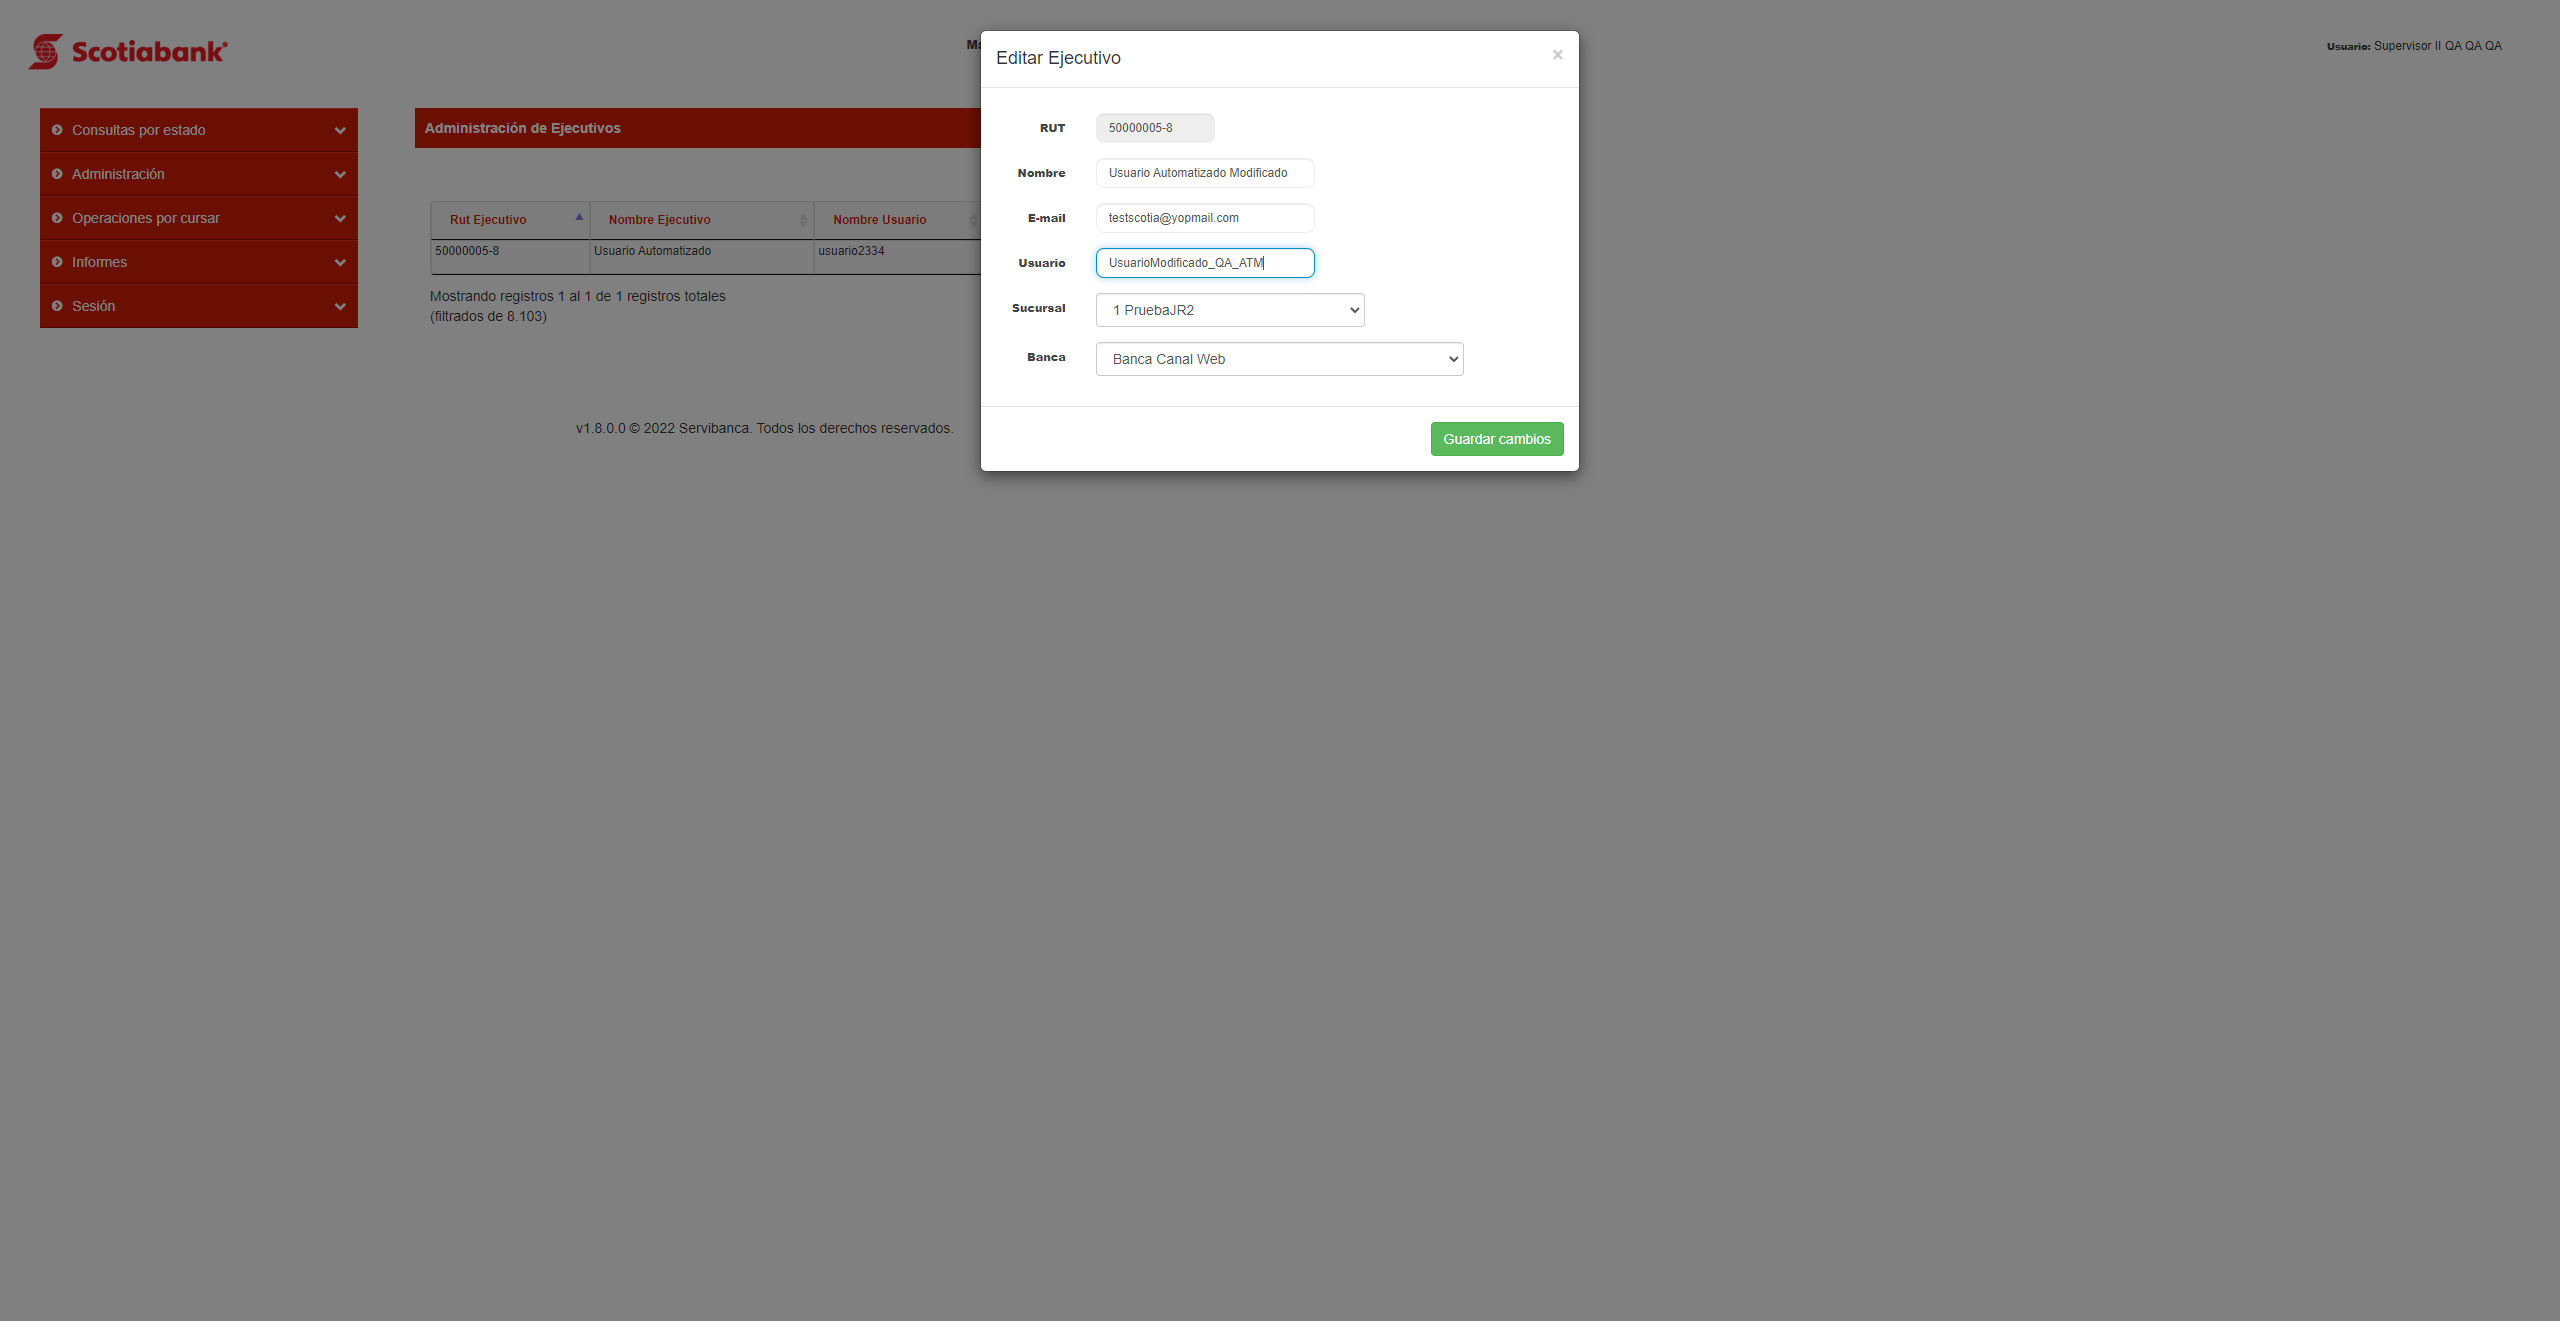 Scotiabank
Usuario: Supervisor II QA QA QA
Consultas por estado
Administración
Operaciones por cursar
Informes
Sesión
Administración de Ejecutivos
Rut Ejecutivo Nombre Ejecutivo Nombre Usuario
50000005-8 Usuario Automatizado usuario2334
Mostrando registros 1 al 1 de 1 registros totales
(filtrados de 8.103)
v1.8.0.0 © 2022 Servibanca. Todos los derechos reservados.
Editar Ejecutivo ×
RUT 50000005-8
Nombre Usuario Automatizado Modificado
E-mail testscotia@yopmail.com
Usuario UsuarioModificado_QA_ATM
Sucursal 1 PruebaJR2
Banca Banca Canal Web
Guardar cambios